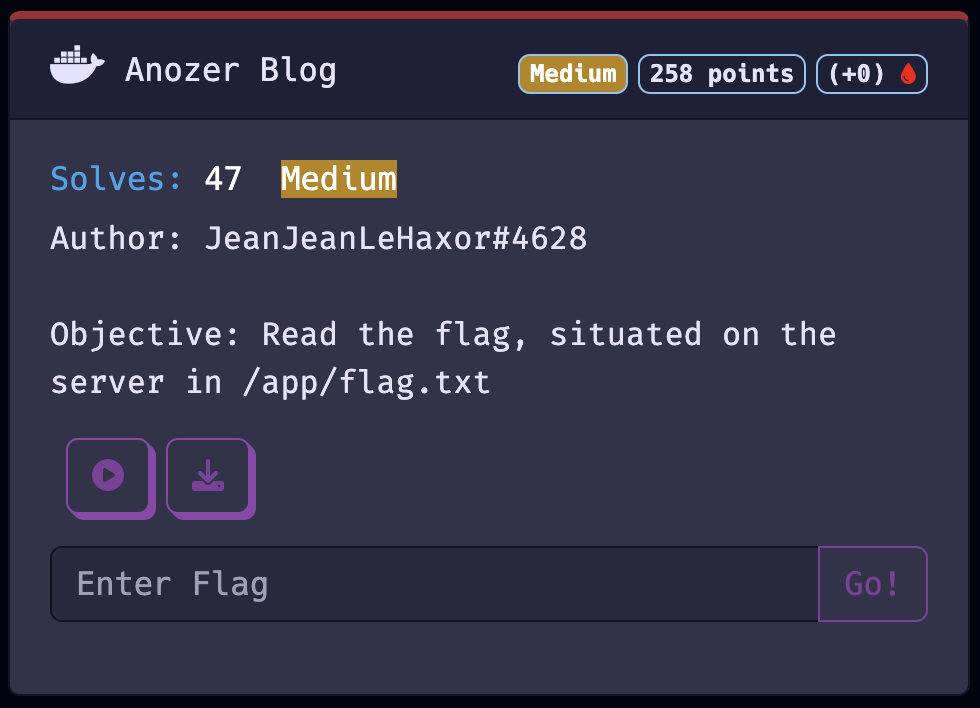 Anozer Blog
Medium
258 points
(+0)
Solves: 47 Medium
Author: JeanJeanLeHaxor#4628
Objective: Read the flag, situated on the
server in /app/flag.txt
Enter Flag
Go!